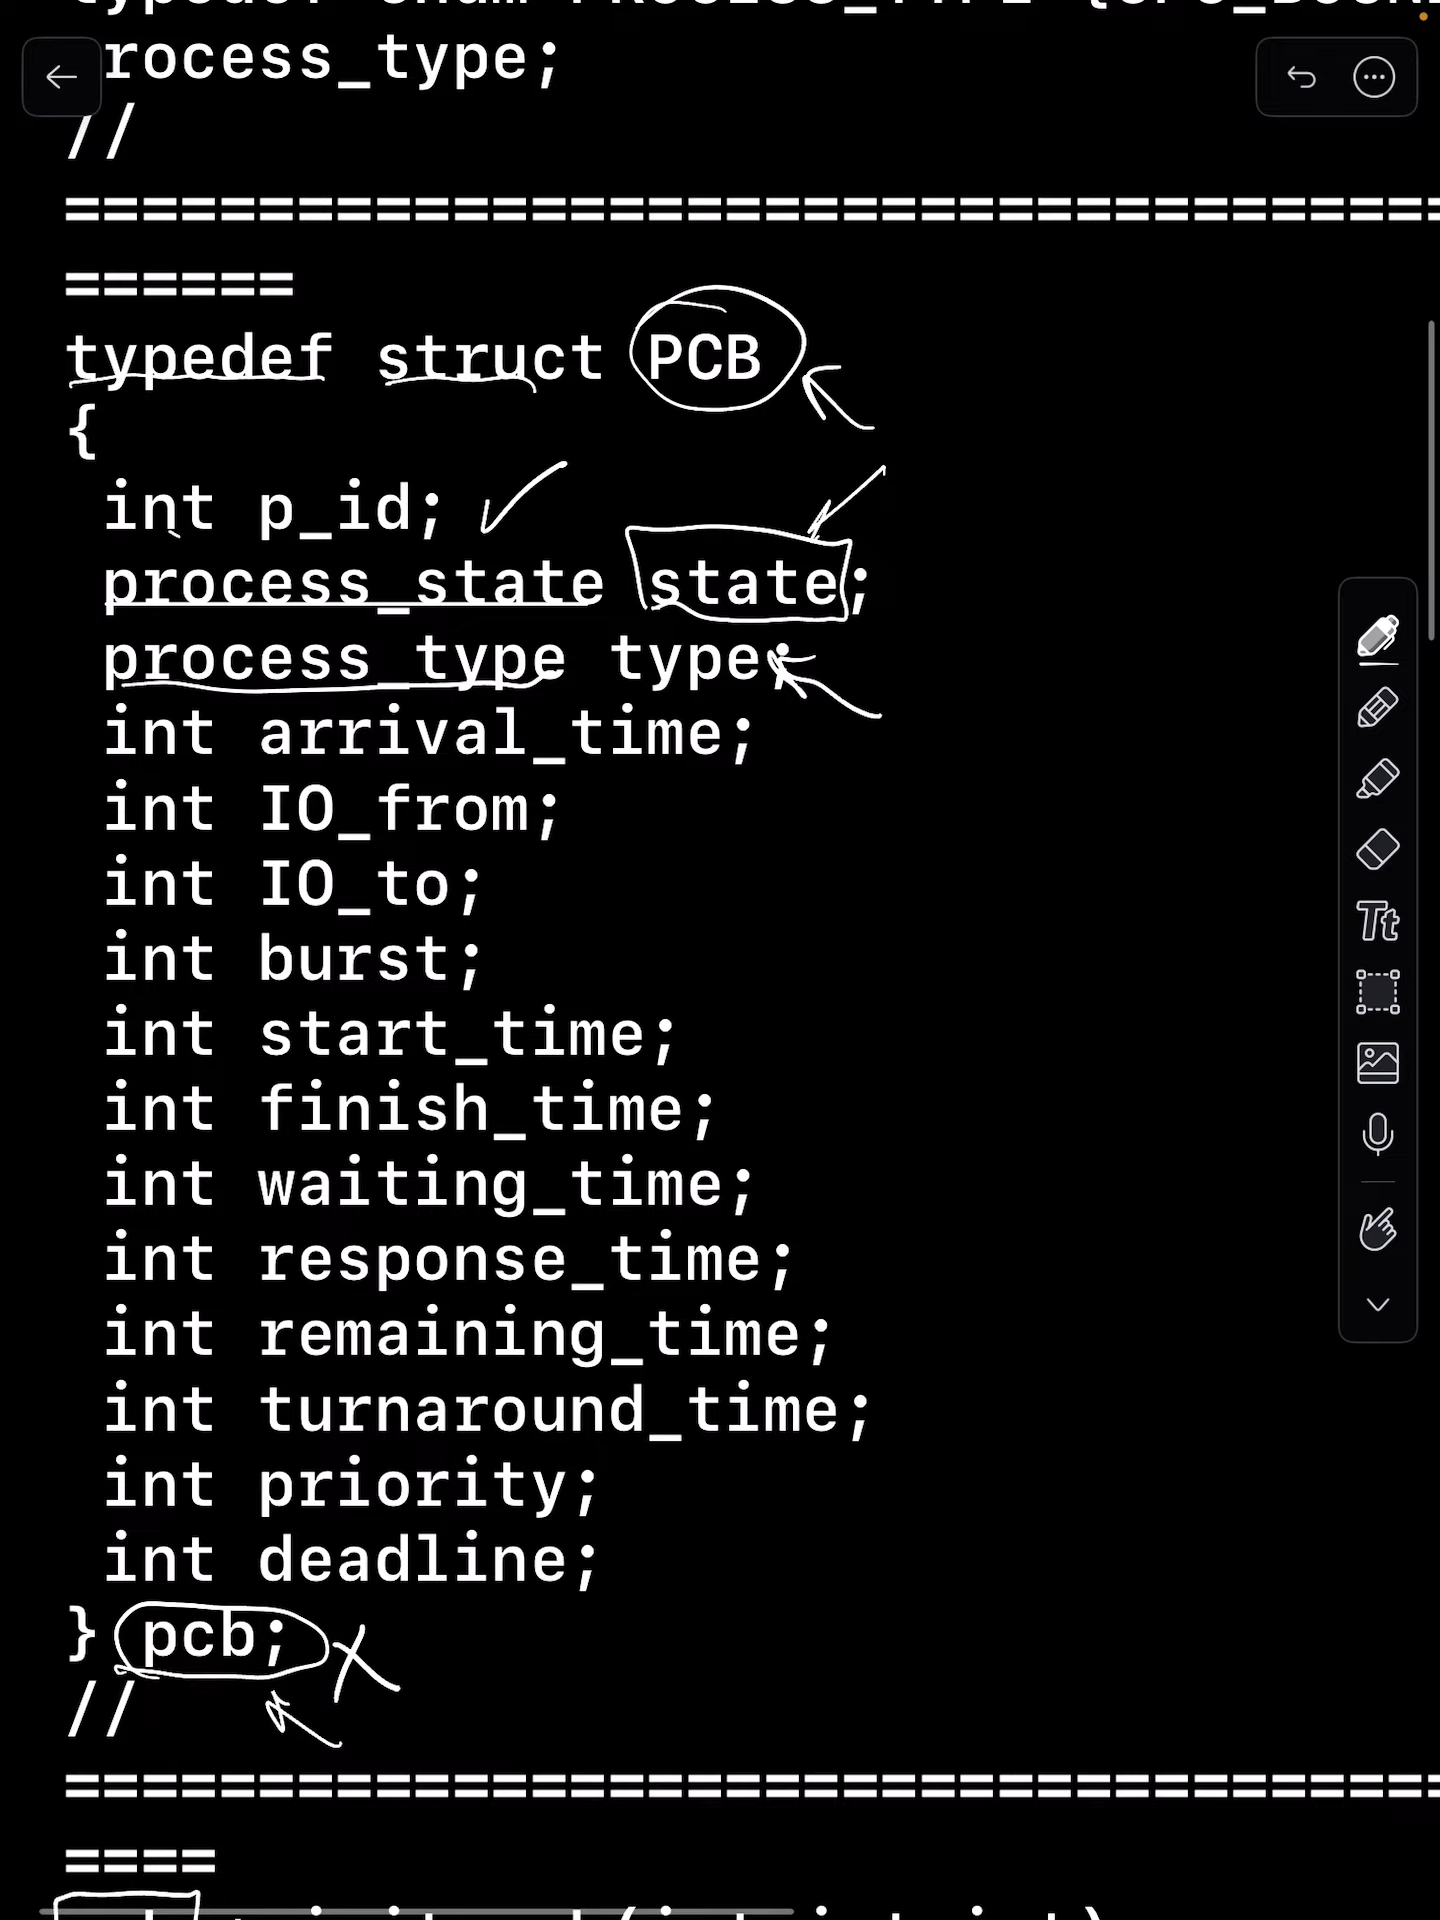 rocess_type;
//
=====================================
======
typedef struct PCB
{
int p_id;
process_state state;
process_type type;
int arrival_time;
int IO_from;
int IO_to;
int burst;
int start_time;
int finish_time;
int waiting_time;
int response_time;
int remaining_time;
int turnaround_time;
int priority;
int deadline;
} pcb;
//
=====================================
====
Tt